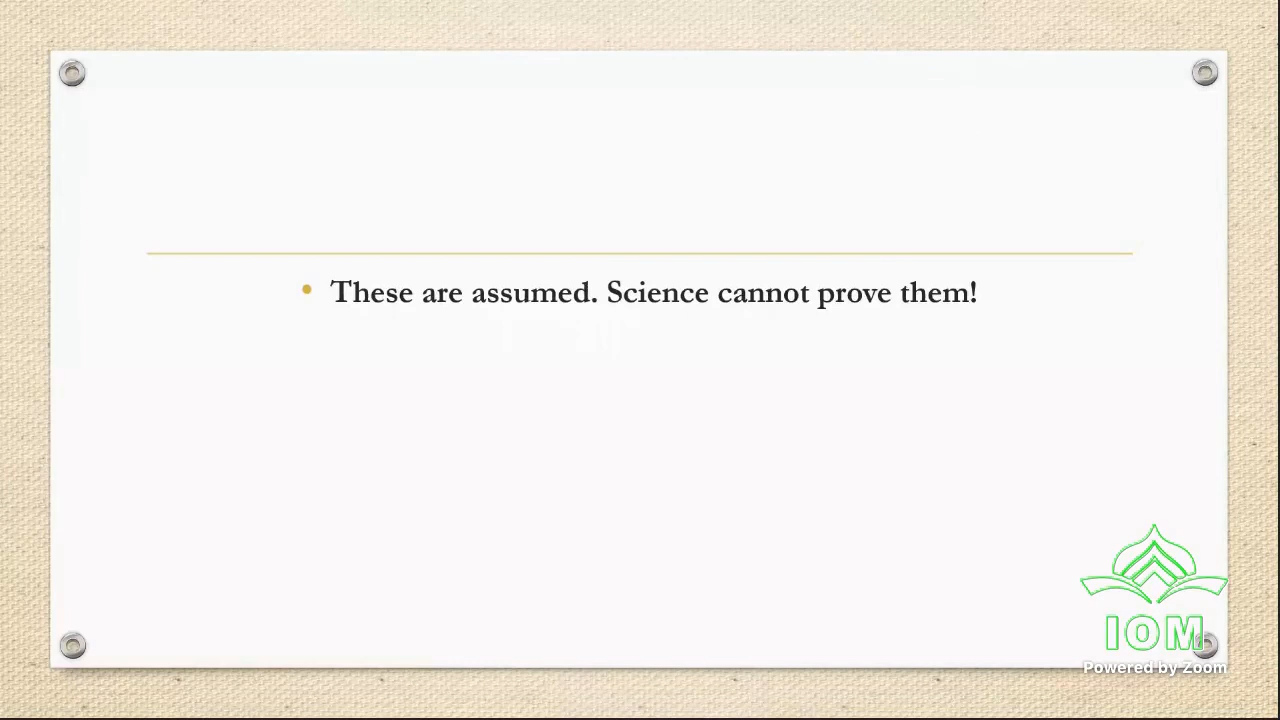 • These are assumed. Science cannot prove them!
IOM
Powered by Zoom